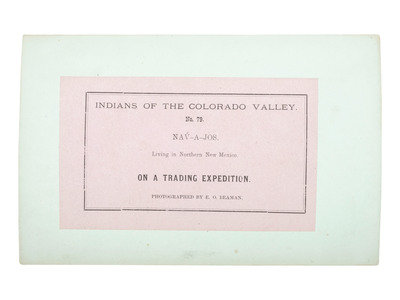 INDIANS OF THE COLORADO VALLEY.
No. 79.
NAV́-A-JOS.
Living in Northern New Mexico.
ON A TRADING EXPEDITION.
PHOTOGRAPHED BY E. O. BEAMAN.